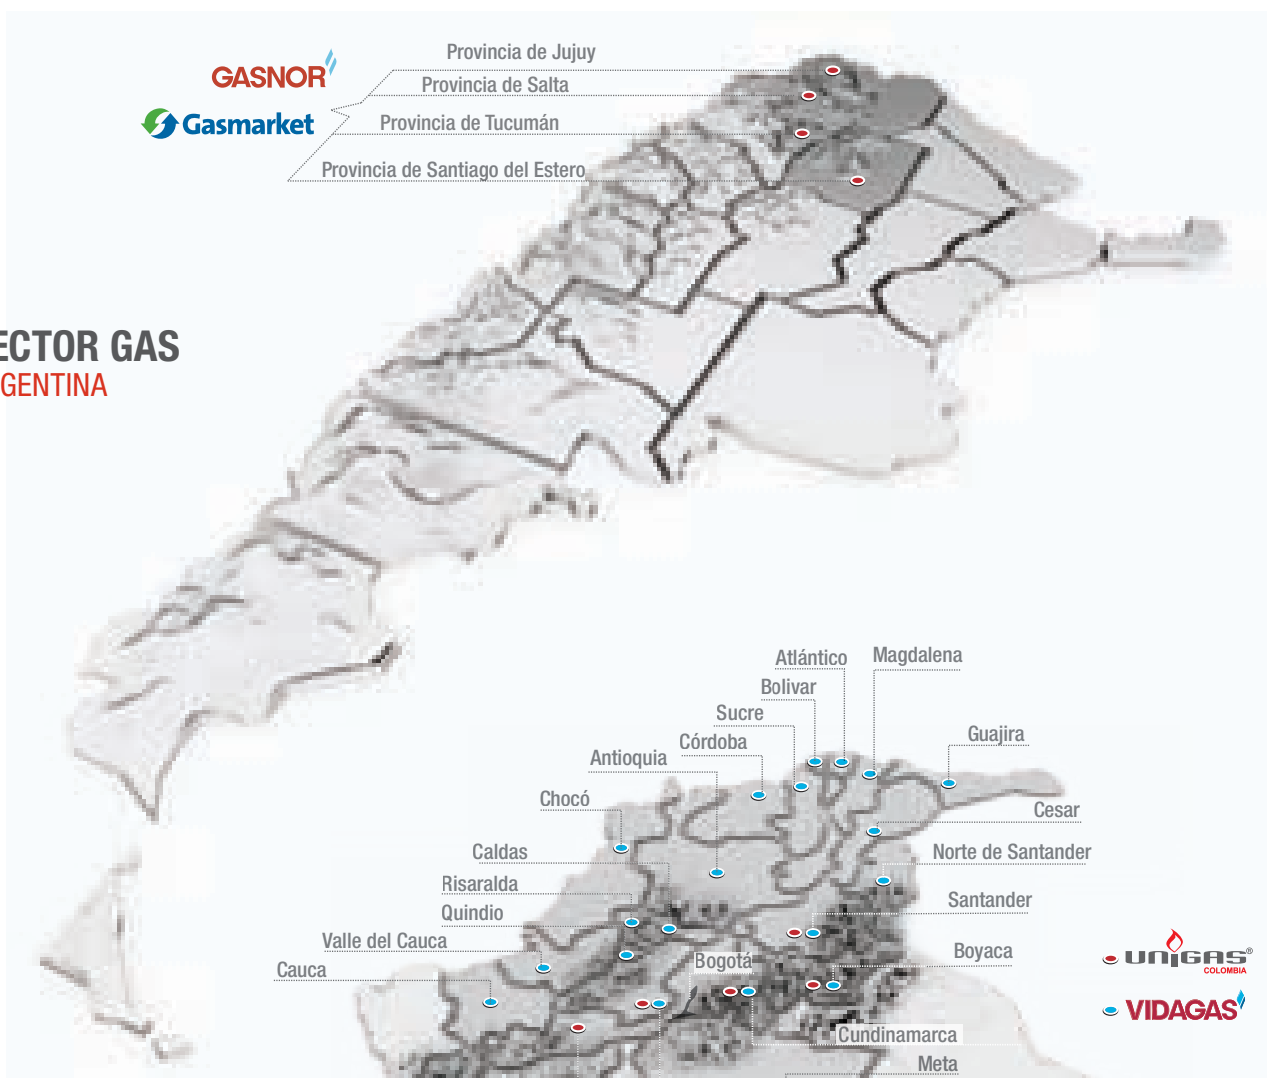 GASNOR
Gasmarket
Provincia de Jujuy
Provincia de Salta
Provincia de Tucumán
Provincia de Santiago del Estero
ECTOR GAS
GENTINA
Atlántico
Magdalena
Bolivar
Sucre
Guajira
Córdoba
Antioquia
Chocó
Cesar
Caldas
Norte de Santander
Risaralda
Santander
Quindio
Valle del Cauca
Boyaca
Bogotá
Cauca
Cundinamarca
Meta
UNIGAS®
COLOMBIA
VIDAGAS